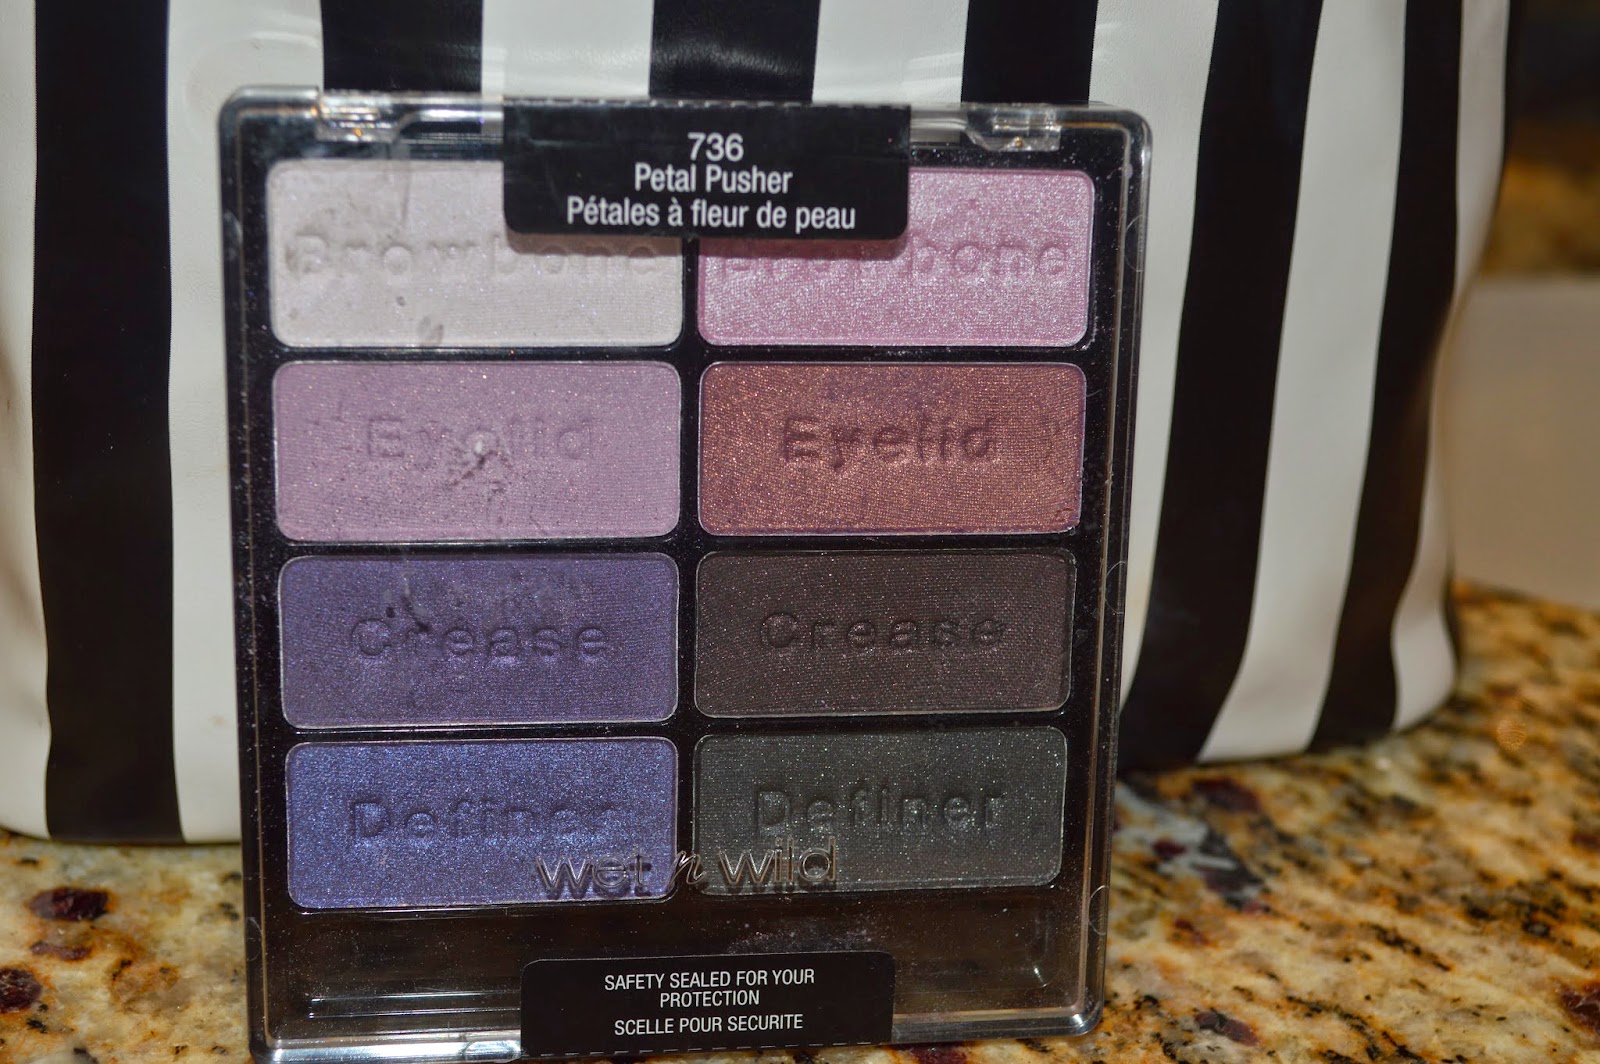 736
Petal Pusher
Pétales à fleur de peau
Browbone
Browbone
Eyelid
Eyelid
Crease
Crease
Definer
Definer
wet n wild
SAFETY SEALED FOR YOUR
PROTECTION
SCELLE POUR SECURITE